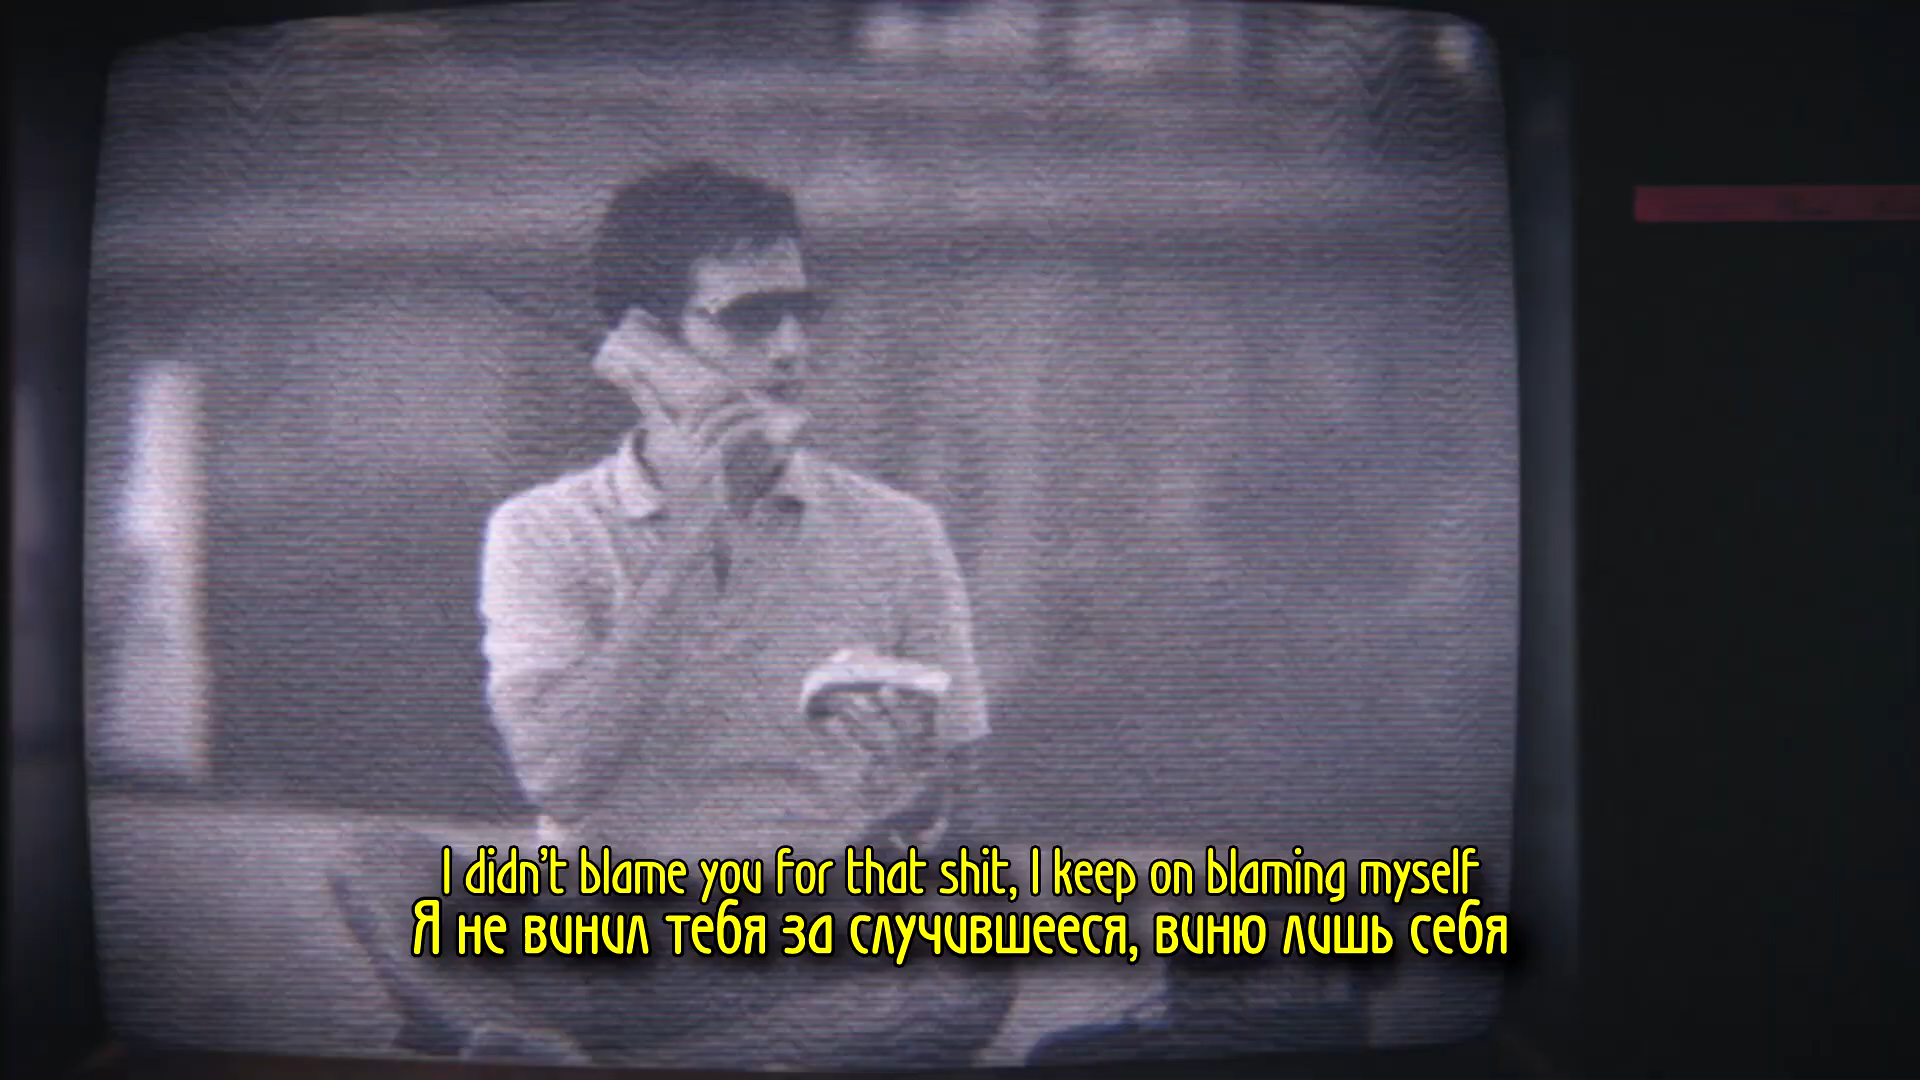 I didn't blame you for that shit, I keep on blaming myself
Я не винил тебя за случившееся, виню лишь себя